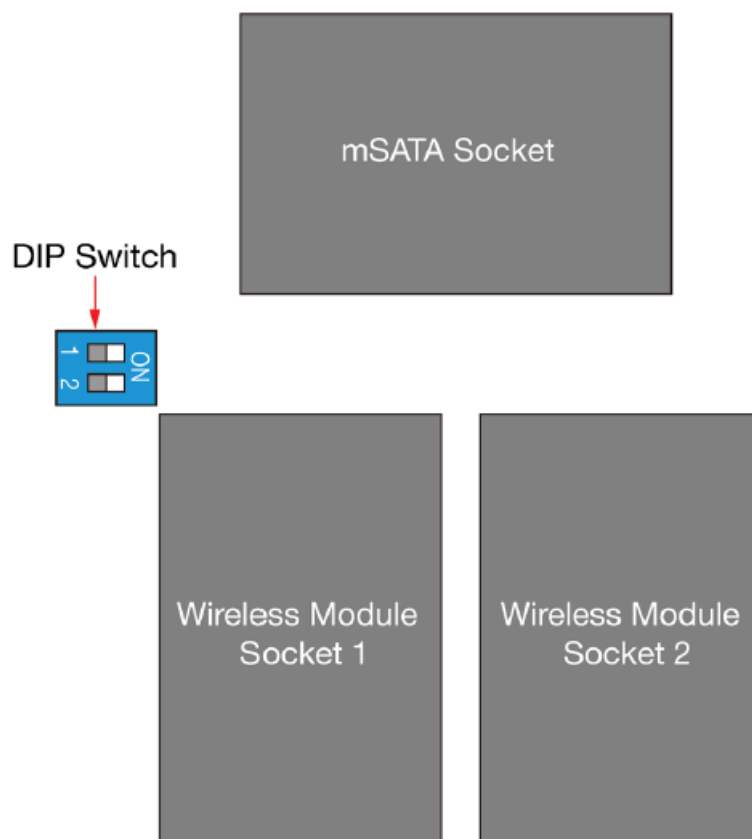 mSATA Socket
DIP Switch
1
2
ON
Wireless Module
Socket 1
Wireless Module
Socket 2